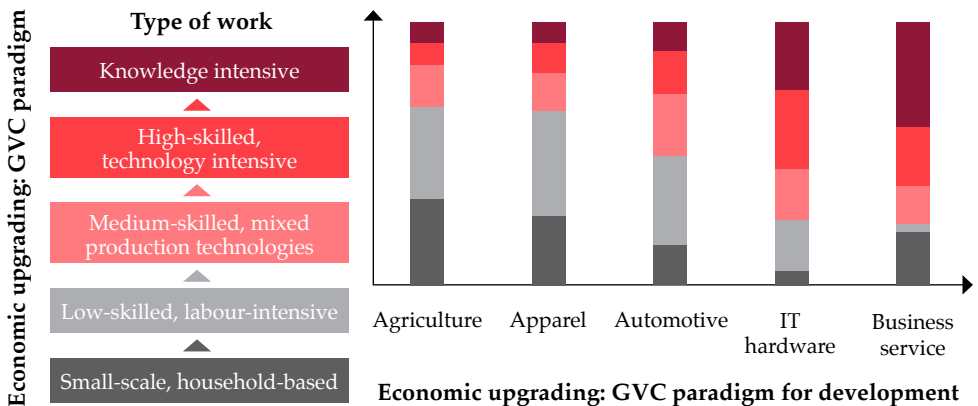 Economic upgrading: GVC paradigm
Type of work
Knowledge intensive
High-skilled,
technology intensive
Medium-skilled, mixed
production technologies
Low-skilled, labour-intensive
Small-scale, household-based
Agriculture
Apparel
Automotive
IT
hardware
Business
service
Economic upgrading: GVC paradigm for development